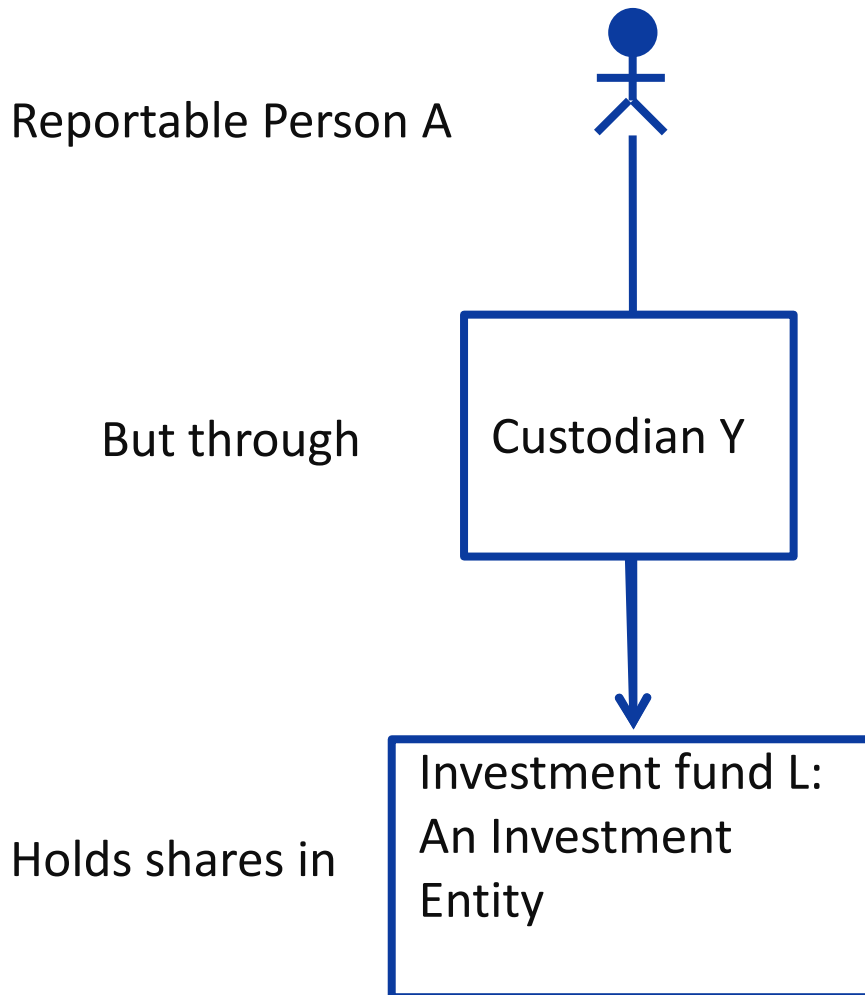 Reportable Person A
But through
Custodian Y
Holds shares in
Investment fund L:
An Investment
Entity